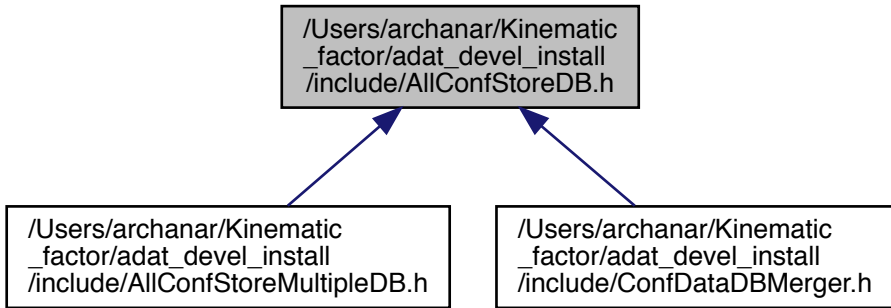 /Users/archanar/Kinematic
_factor/adat_devel_install
/include/AllConfStoreDB.h
/Users/archanar/Kinematic
_factor/adat_devel_install
/include/AllConfStoreMultipleDB.h
/Users/archanar/Kinematic
_factor/adat_devel_install
/include/ConfDataDBMerger.h